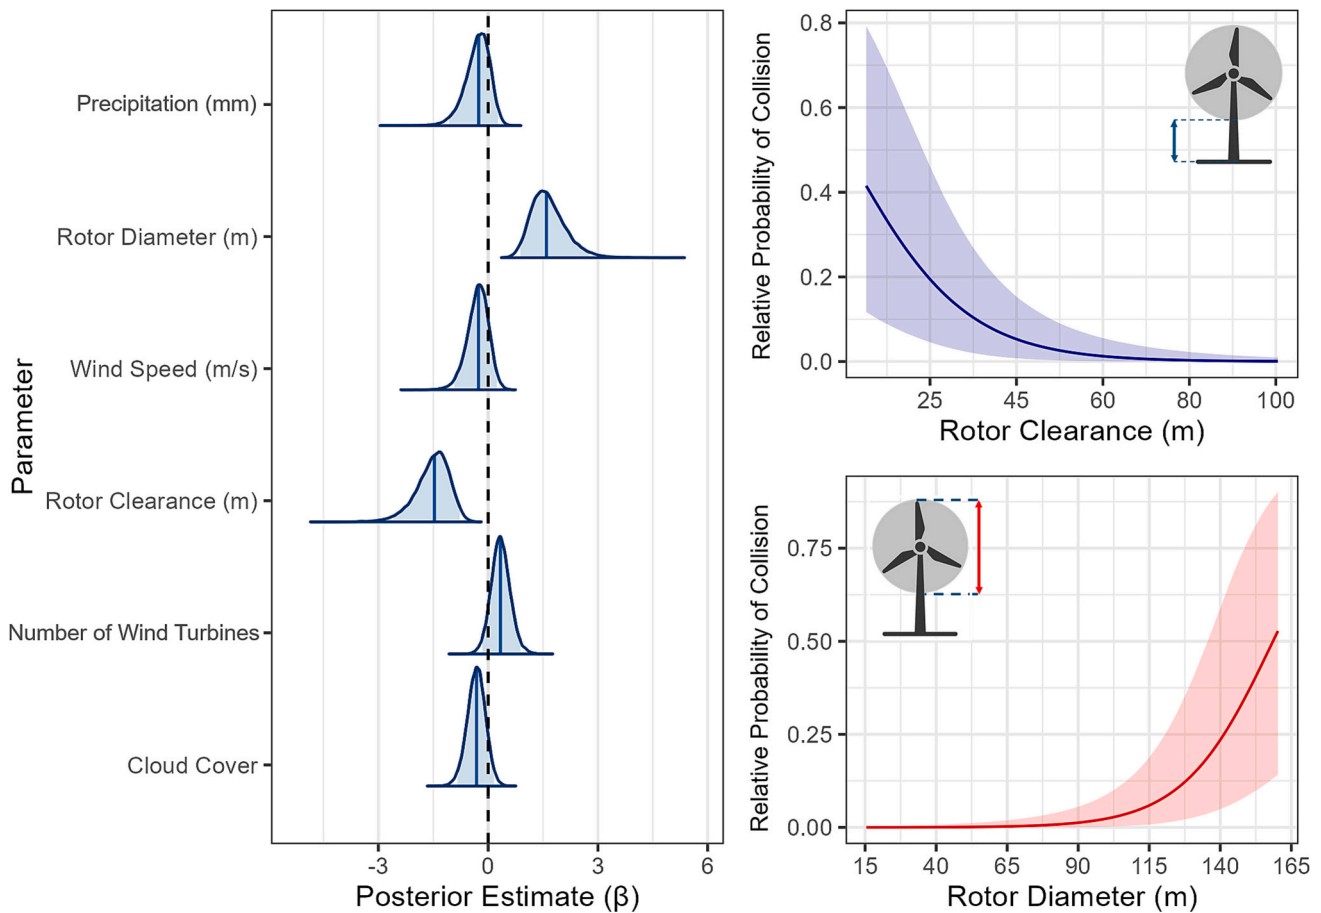 Parameter
Precipitation (mm)
Rotor Diameter (m)
Wind Speed (m/s)
Rotor Clearance (m)
Number of Wind Turbines
Cloud Cover
-3 0 3 6
Posterior Estimate (β)
Relative Probability of Collision
0.8
0.6
0.4
0.2
0.0
25 45 60 80 100
Rotor Clearance (m)
Relative Probability of Collision
0.75
0.50
0.25
0.00
15 40 65 90 115 140 165
Rotor Diameter (m)